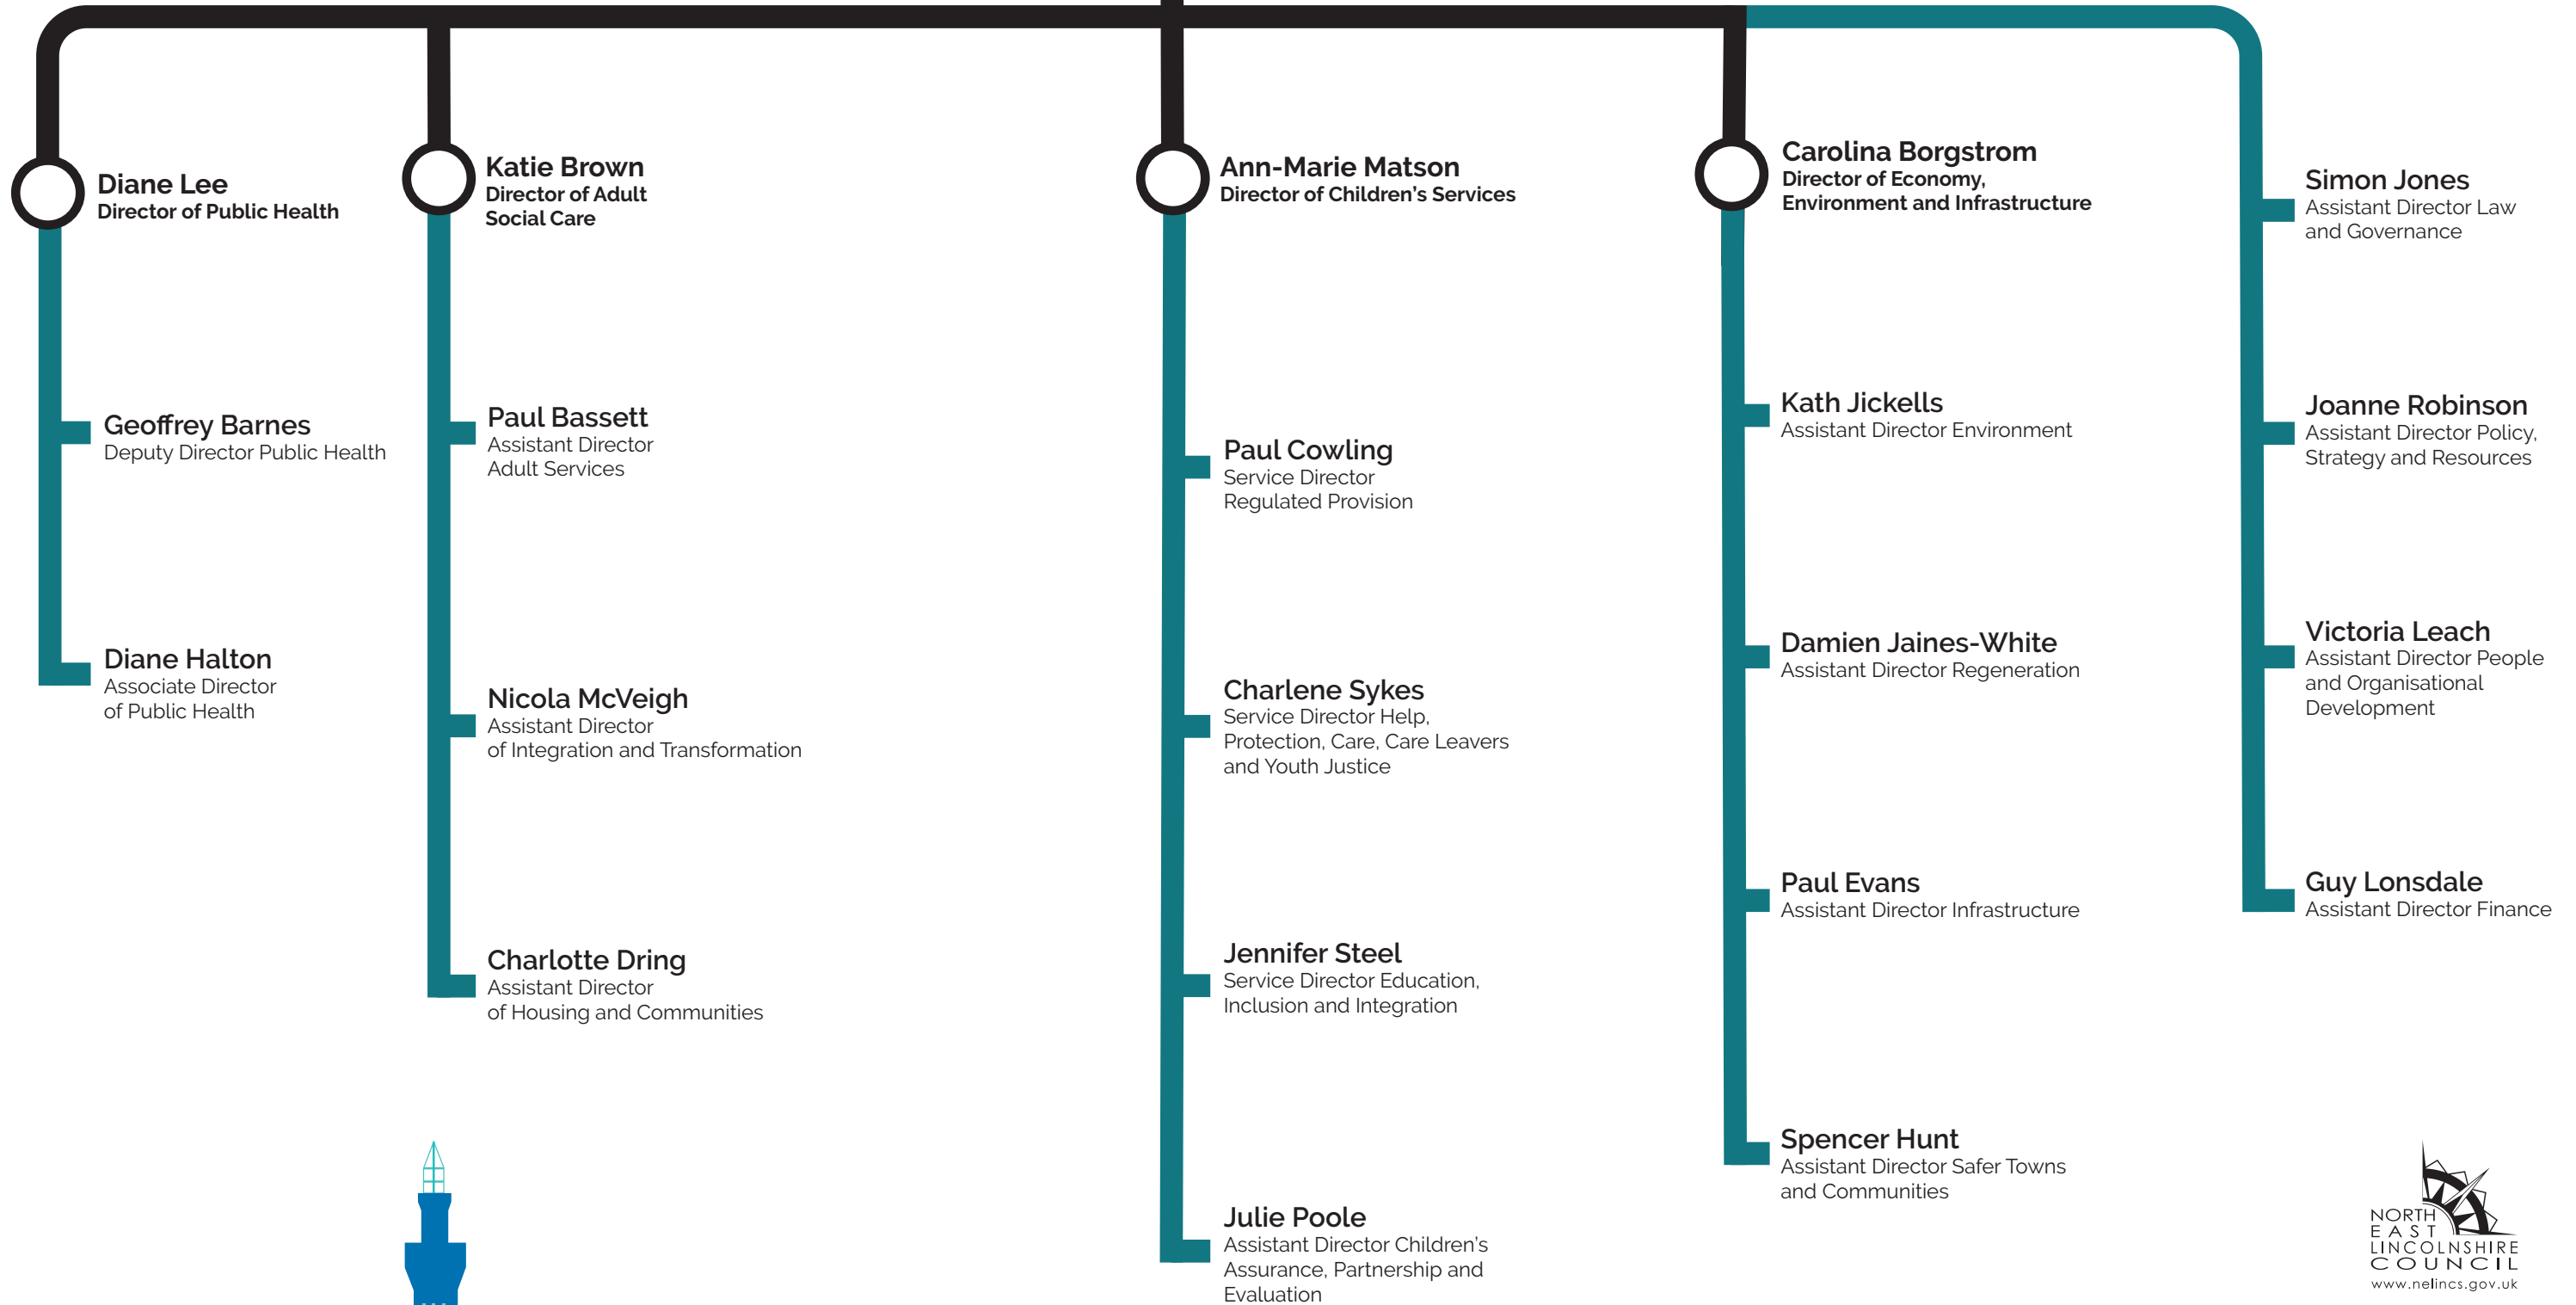 Diane Lee
Director of Public Health
Geoffrey Barnes
Deputy Director Public Health
Diane Halton
Associate Director
of Public Health
Katie Brown
Director of Adult
Social Care
Paul Bassett
Assistant Director
Adult Services
Nicola McVeigh
Assistant Director
of Integration and Transformation
Charlotte Dring
Assistant Director
of Housing and Communities
Ann-Marie Matson
Director of Children’s Services
Paul Cowling
Service Director
Regulated Provision
Charlene Sykes
Service Director Help,
Protection, Care, Care Leavers
and Youth Justice
Jennifer Steel
Service Director Education,
Inclusion and Integration
Julie Poole
Assistant Director Children’s
Assurance, Partnership and
Evaluation
Carolina Borgstrom
Director of Economy,
Environment and Infrastructure
Kath Jickells
Assistant Director Environment
Damien Jaines-White
Assistant Director Regeneration
Paul Evans
Assistant Director Infrastructure
Spencer Hunt
Assistant Director Safer Towns
and Communities
Simon Jones
Assistant Director Law
and Governance
Joanne Robinson
Assistant Director Policy,
Strategy and Resources
Victoria Leach
Assistant Director People
and Organisational
Development
Guy Lonsdale
Assistant Director Finance
NORTH
EAST
LINCOLNSHIRE
COUNCIL
www.nelincs.gov.uk